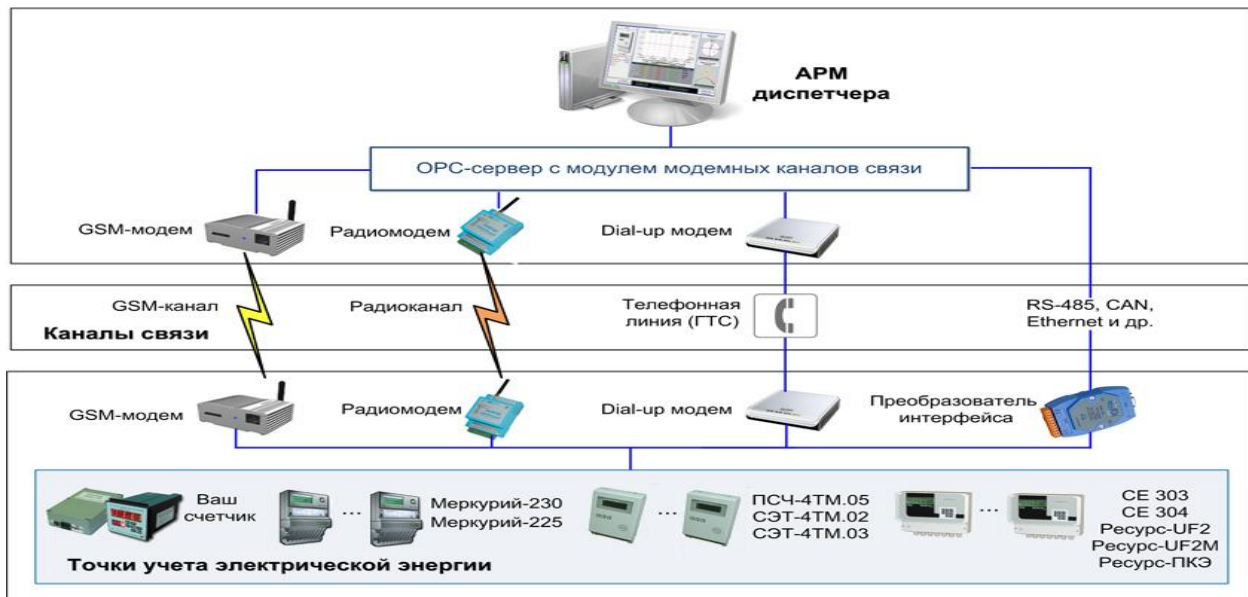 АРМ
диспетчера
OPC-сервер с модулем модемных каналов связи
GSM-модем
Радиомодем
Dial-up модем
GSM-канал
Радиоканал
Телефонная
линия (ГТС)
RS-485, CAN,
Ethernet и др.
Каналы связи
GSM-модем
Радиомодем
Dial-up модем
Преобразователь
интерфейса
Ваш
счетчик
...
Меркурий-230
Меркурий-225
...
ПСЧ-4ТМ.05
СЭТ-4ТМ.02
СЭТ-4ТМ.03
...
СЕ 303
СЕ 304
Ресурс-UF2
Ресурс-UF2M
Ресурс-ПКЭ
Точки учета электрической энергии